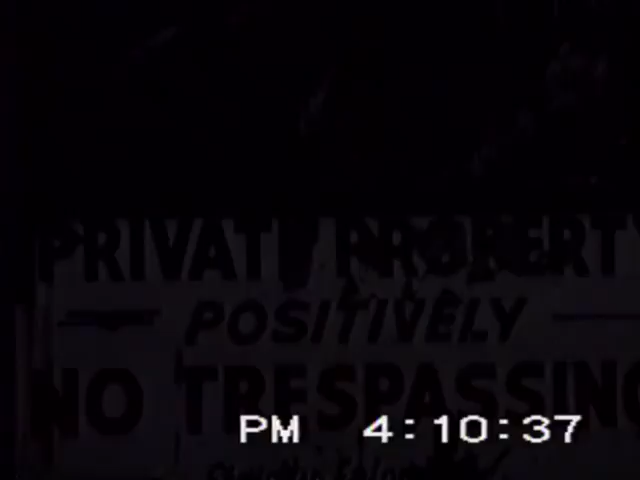 PRIVATE PROPERTY
POSITIVELY
NO TRESPASSING
PM 4:10:37